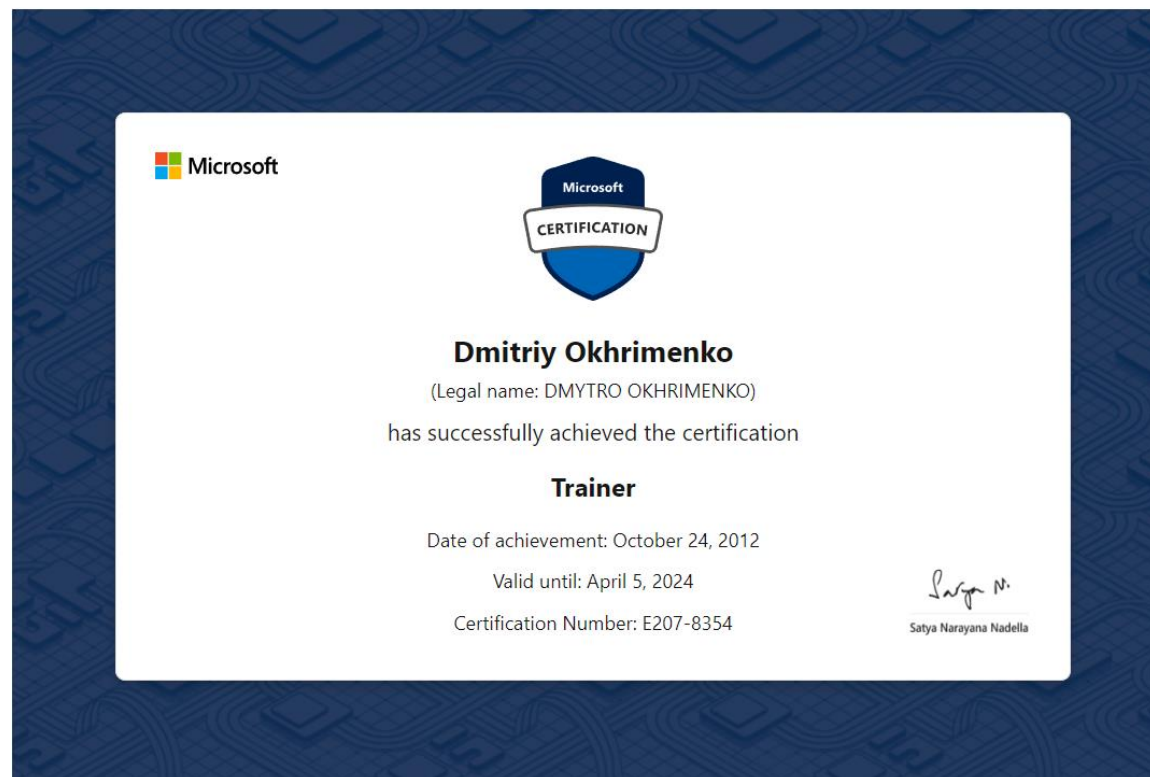 Microsoft
Microsoft
CERTIFICATION
Dmitriy Okhrimenko
(Legal name: DMYTRO OKHRIMENKO)
has successfully achieved the certification
Trainer
Date of achievement: October 24, 2012
Valid until: April 5, 2024
Certification Number: E207-8354
Satya N.
Satya Narayana Nadella